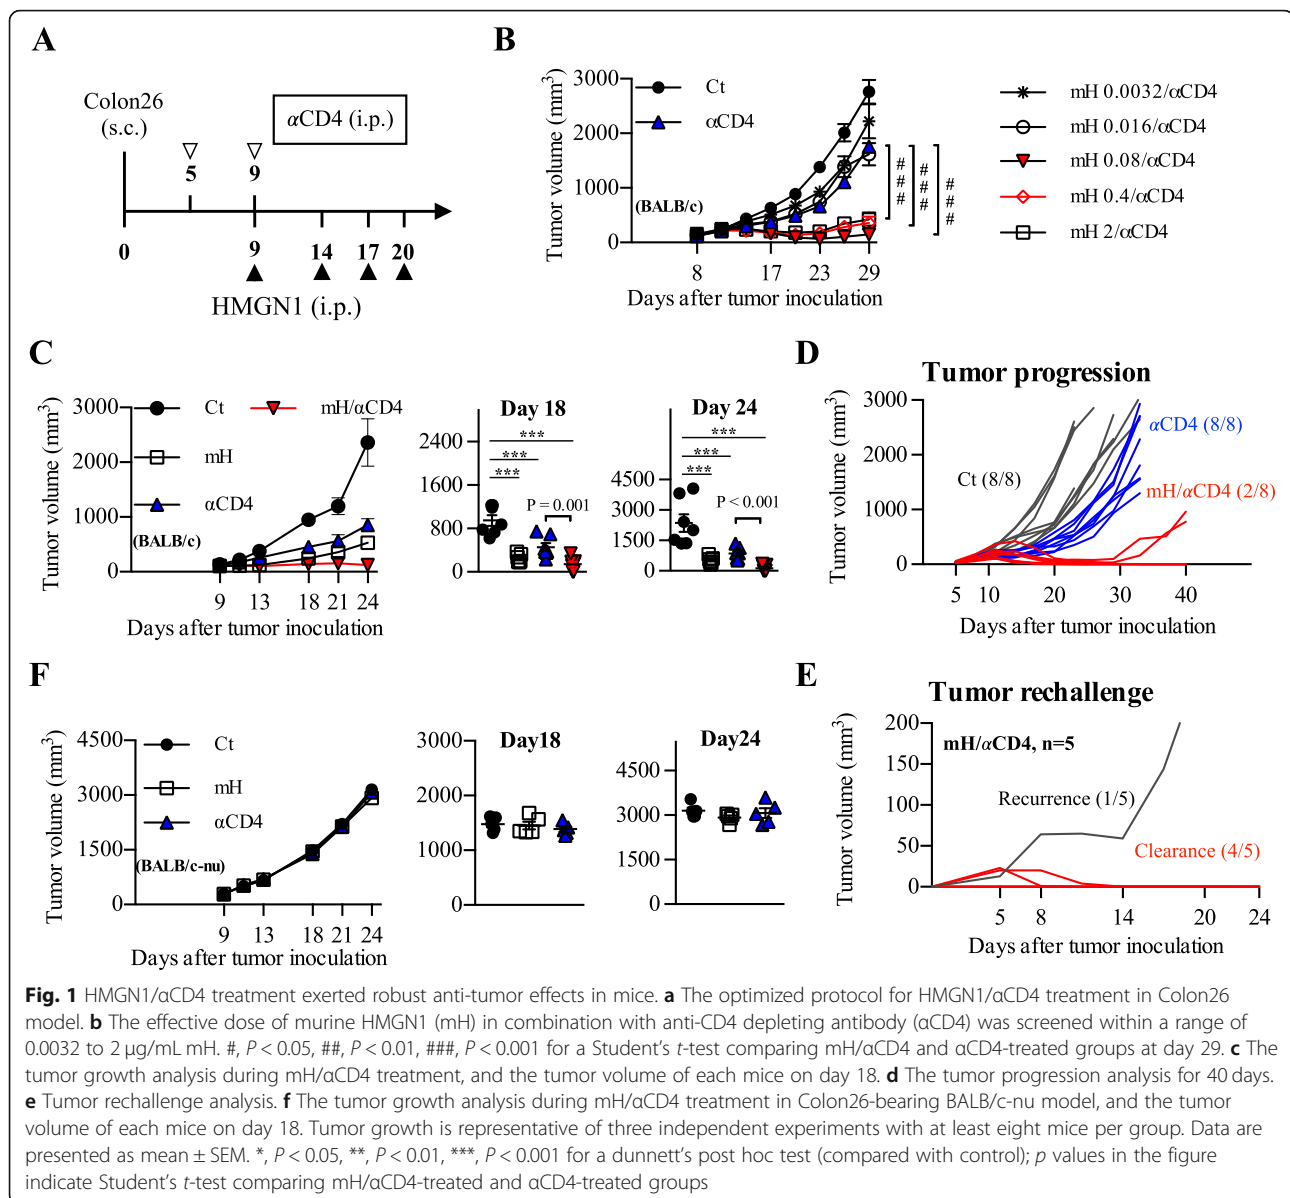 A
Colon26
(s.c.)
αCD4 (i.p.)
5 9
0 9 14 17 20
HMGN1 (i.p.)
B
Tumor volume (mm³)
3000
2000
1000
0
Ct
αCD4
(BALB/c)
# # #
# # #
# # #
8 17 23 29
Days after tumor inoculation
mH 0.0032/αCD4
mH 0.016/αCD4
mH 0.08/αCD4
mH 0.4/αCD4
mH 2/αCD4
C
Tumor volume (mm³)
3000
2000
1000
0
Ct
mH/αCD4
mH
αCD4
(BALB/c)
9 13 18 21 24
Days after tumor inoculation
Day 18
2400
1600
800
0
***
***
***
P = 0.001
Day 24
4500
3000
1500
0
***
***
***
P < 0.001
D
Tumor progression
Tumor volume (mm³)
3000
2000
1000
0
Ct (8/8)
αCD4 (8/8)
mH/αCD4 (2/8)
5 10 20 30 40
Days after tumor inoculation
F
Tumor volume (mm³)
4500
3000
1500
0
Ct
mH
αCD4
(BALB/c-nu)
9 13 18 21 24
Days after tumor inoculation
Day18
3000
2000
1000
0
Day24
4500
3000
1500
0
E
Tumor rechallenge
Tumor volume (mm³)
200
150
100
50
0
mH/αCD4, n=5
Recurrence (1/5)
Clearance (4/5)
5 8 14 20 24
Days after tumor inoculation
Fig. 1 HMGN1/αCD4 treatment exerted robust anti-tumor effects in mice. a The optimized protocol for HMGN1/αCD4 treatment in Colon26
model. b The effective dose of murine HMGN1 (mH) in combination with anti-CD4 depleting antibody (αCD4) was screened within a range of
0.0032 to 2 μg/mL mH. #, P < 0.05, ##, P < 0.01, ###, P < 0.001 for a Student's t-test comparing mH/αCD4 and αCD4-treated groups at day 29. c The
tumor growth analysis during mH/αCD4 treatment, and the tumor volume of each mice on day 18. d The tumor progression analysis for 40 days.
e Tumor rechallenge analysis. f The tumor growth analysis during mH/αCD4 treatment in Colon26-bearing BALB/c-nu model, and the tumor
volume of each mice on day 18. Tumor growth is representative of three independent experiments with at least eight mice per group. Data are
presented as mean ± SEM. *, P < 0.05, **, P < 0.01, ***, P < 0.001 for a dunnett's post hoc test (compared with control); p values in the figure
indicate Student's t-test comparing mH/αCD4-treated and αCD4-treated groups